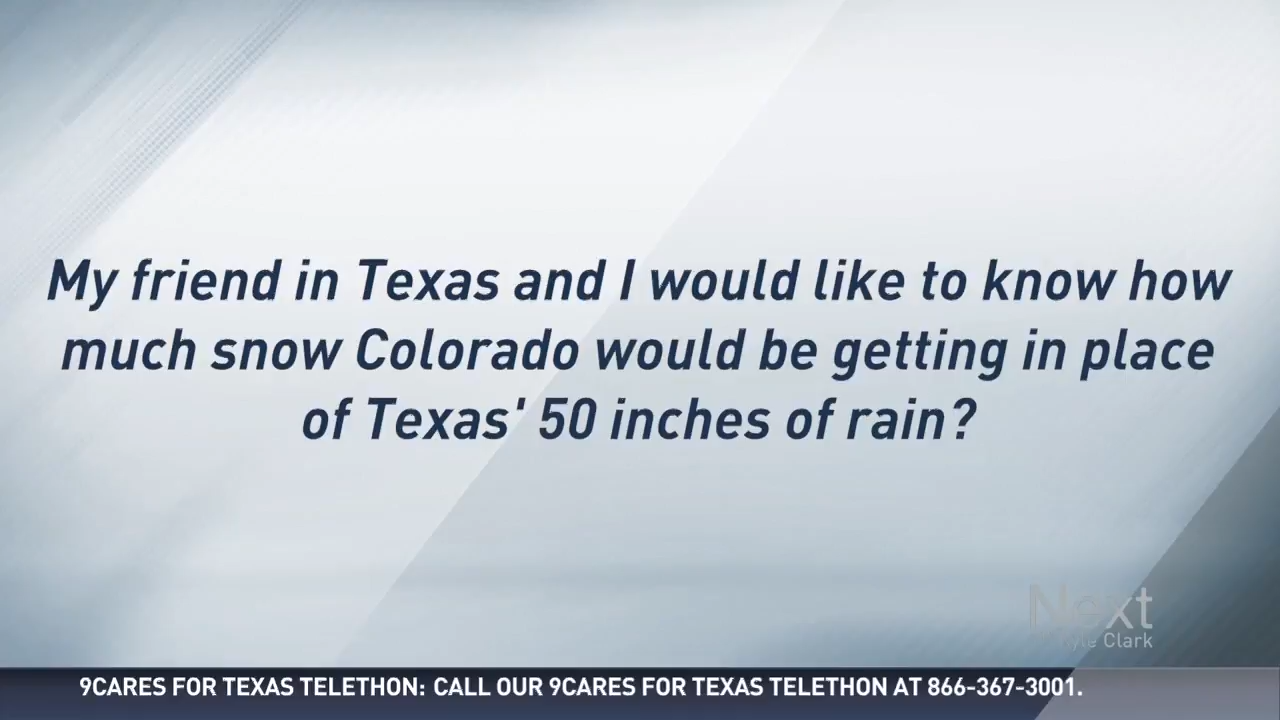 My friend in Texas and I would like to know how
much snow Colorado would be getting in place
of Texas' 50 inches of rain?
Next
Kyle Clark
9CARES FOR TEXAS TELETHON: CALL OUR 9CARES FOR TEXAS TELETHON AT 866-367-3001.